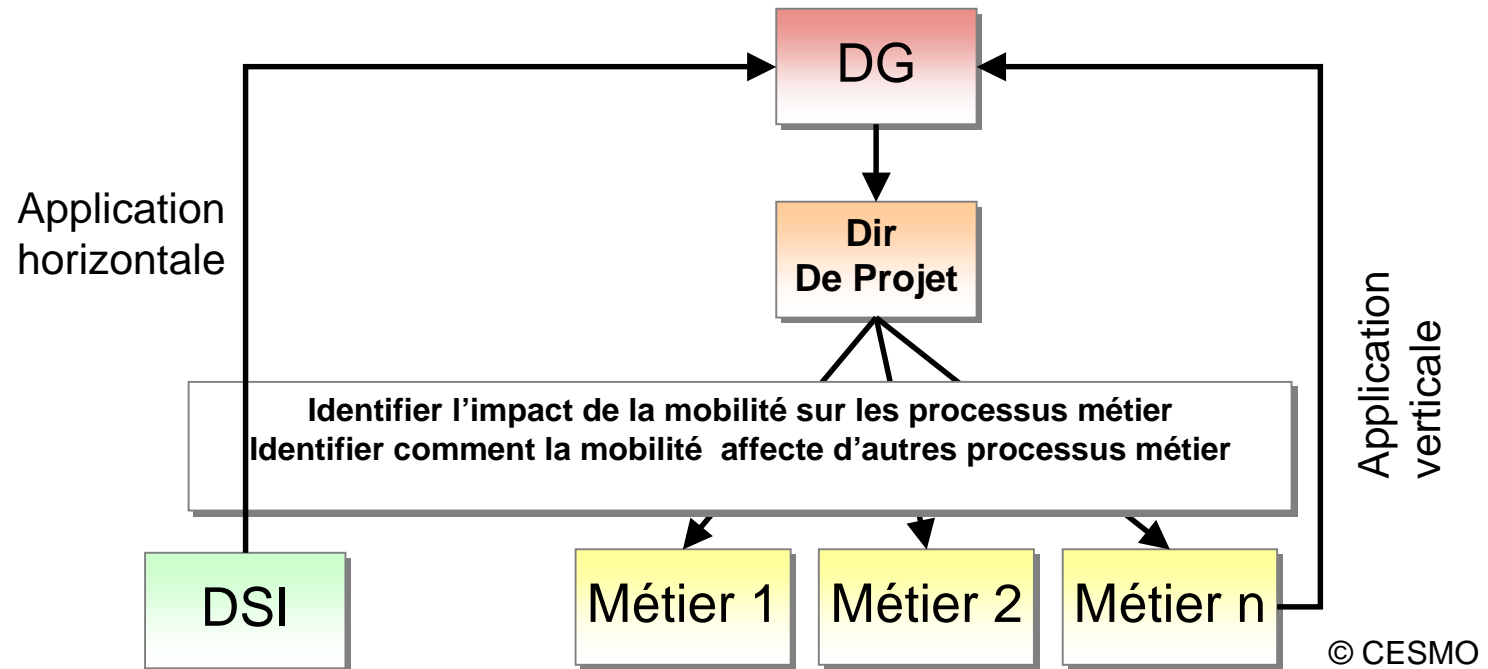 DG
Application
horizontale
Dir
De Projet
Application
verticale
Identifier l’impact de la mobilité sur les processus métier
Identifier comment la mobilité  affecte d’autres processus métier
DSI
Métier 1
Métier 2
Métier n
© CESMO